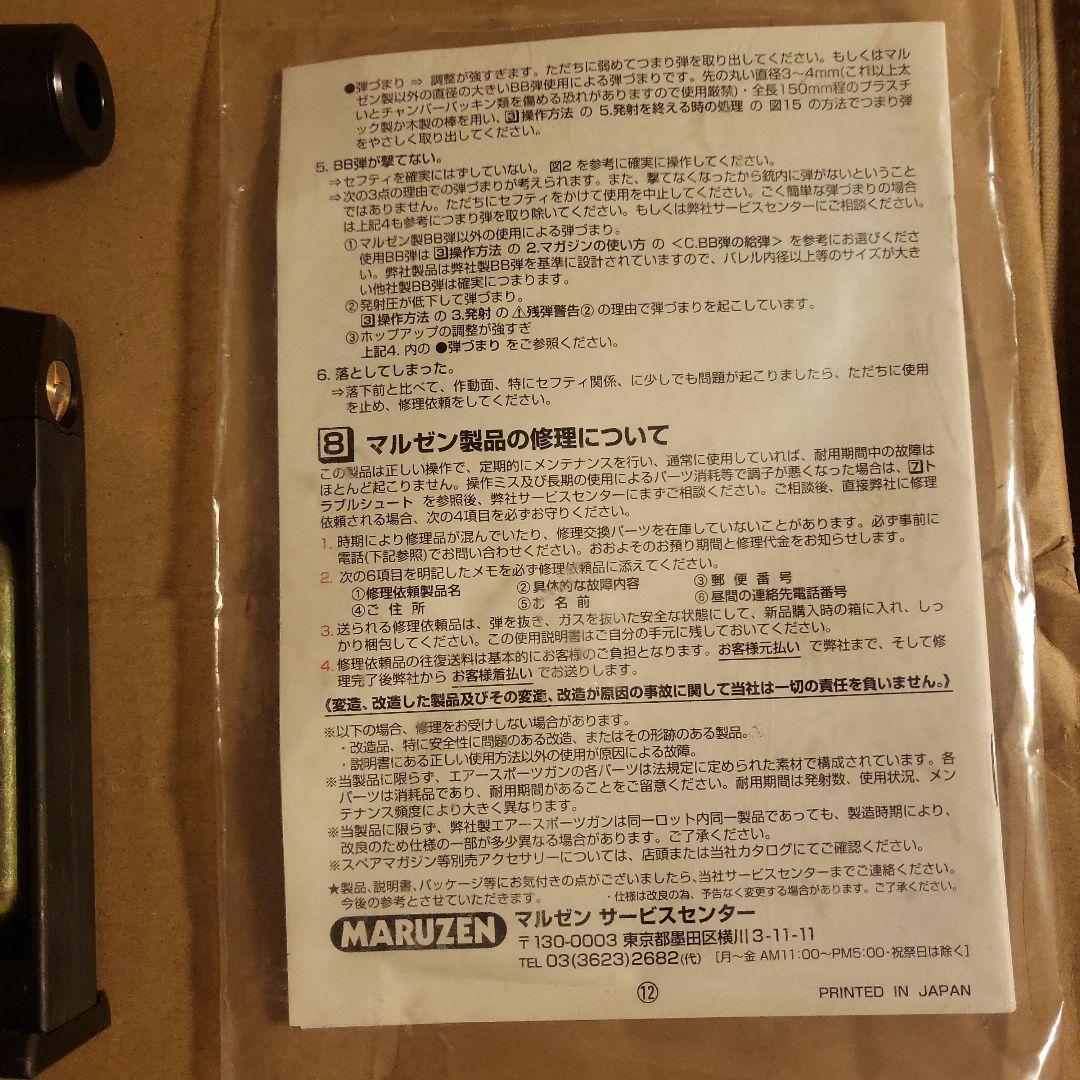 ●弾づまり ⇒ 調整が強すぎます。ただちに弱めてつまり弾を取り出してください。もしくはマル
ゼン製以外の直径の大きいBB弾使用による弾づまりです。先の丸い直径3〜4mm(これ以上太
いとチャンバーパッキン類を傷める恐れがありますので使用厳禁)・全長150mm程のプラスチ
ック製か木製の棒を用い、3操作方法 の 5.発射を終える時の処理 の 図15 の方法でつまり弾
をやさしく取り出してください。
5. BB弾が撃てない。
⇒セフティを確実にはずしていない。図2 を参考に確実に操作してください。
⇒次の3点の理由での弾づまりが考えられます。また、撃てなくなったから銃内に弾がないということ
ではありません。ただちにセフティをかけて使用を中止してください。ごく簡単な弾づまりの場合
は上記4も参考につまり弾を取り除いてください。もしくは弊社サービスセンターにご相談ください。
①マルゼン製BB弾以外の使用による弾づまり。
使用BB弾は 3操作方法 の 2.マガジンの使い方 の <C.BB弾の給弾> を参考にお選びくださ
い。弊社製品は弊社製BB弾を基準に設計されていますので、バレル内径以上等のサイズが大き
い他社製BB弾は確実につまります。
②発射圧が低下して弾づまり。
3操作方法 の 3.発射 の ⚠残弾警告② の理由で弾づまりを起こしています。
③ホップアップの調整が強すぎ
上記4. 内の ●弾づまり をご参照ください。
6. 落としてしまった。
⇒落下前と比べて、作動面、特にセフティ関係、に少しでも問題が起こりましたら、ただちに使用
を止め、修理依頼をしてください。
8 マルゼン製品の修理について
この製品は正しい操作で、定期的にメンテナンスを行い、通常に使用していれば、耐用期間中の故障は
ほとんど起こりません。操作ミス及び長期の使用によるパーツ消耗等で調子が悪くなった場合は、7ト
ラブルシュート を参照後、弊社サービスセンターにまずご相談ください。ご相談後、直接弊社に修理
依頼される場合、次の4項目を必ずお守りください。
1. 時期により修理品が混んでいたり、修理交換パーツを在庫していないことがあります。必ず事前に
電話(下記参照)でお問い合わせください。おおよそのお預り期間と修理代金をお知らせします。
2. 次の6項目を明記したメモを必ず修理依頼品に添えてください。
①修理依頼製品名 ②具体的な故障内容 ③郵便番号
④ご住所 ⑤お名前 ⑥昼間の連絡先電話番号
3. 送られる修理依頼品は、弾を抜き、ガスを抜いた安全な状態にして、新品購入時の箱に入れ、しっ
かり梱包してください。この使用説明書はご自分の手元に残しておいてください。
4. 修理依頼品の往復送料は基本的にお客様のご負担となります。お客様元払い で弊社まで、そして修
理完了後弊社から お客様着払い でお送りします。
《変造、改造した製品及びその変造、改造が原因の事故に関して当社は一切の責任を負いません。》
※以下の場合、修理をお受けしない場合があります。
・改造品、特に安全性に問題のある改造、またはその形跡のある製品。
・説明書にある正しい使用方法以外の使用が原因による故障。
※当製品に限らず、エアースポーツガンの各パーツは法規定に定められた素材で構成されています。各
パーツは消耗品であり、耐用期間があることをご留意ください。耐用期間は発射数、使用状況、メン
テナンス頻度により大きく異なります。
※当製品に限らず、弊社製エアースポーツガンは同一ロット内同一製品であっても、製造時期により、
改良のため仕様の一部が多少異なる場合があります。ご了承ください。
※スペアマガジン等別売アクセサリーについては、店頭または当社カタログにてご確認ください。
★製品、説明書、パッケージ等にお気付きの点がございましたら、当社サービスセンターまでご連絡ください。
今後の参考とさせていただきます。 ・仕様は改良の為、予告なく変更する場合があります。ご了承ください。
MARUZEN マルゼン サービスセンター
〒130-0003 東京都墨田区横川3-11-11
TEL 03(3623)2682(代) [月〜金 AM11:00〜PM5:00・祝祭日は除く]
⑫ PRINTED IN JAPAN